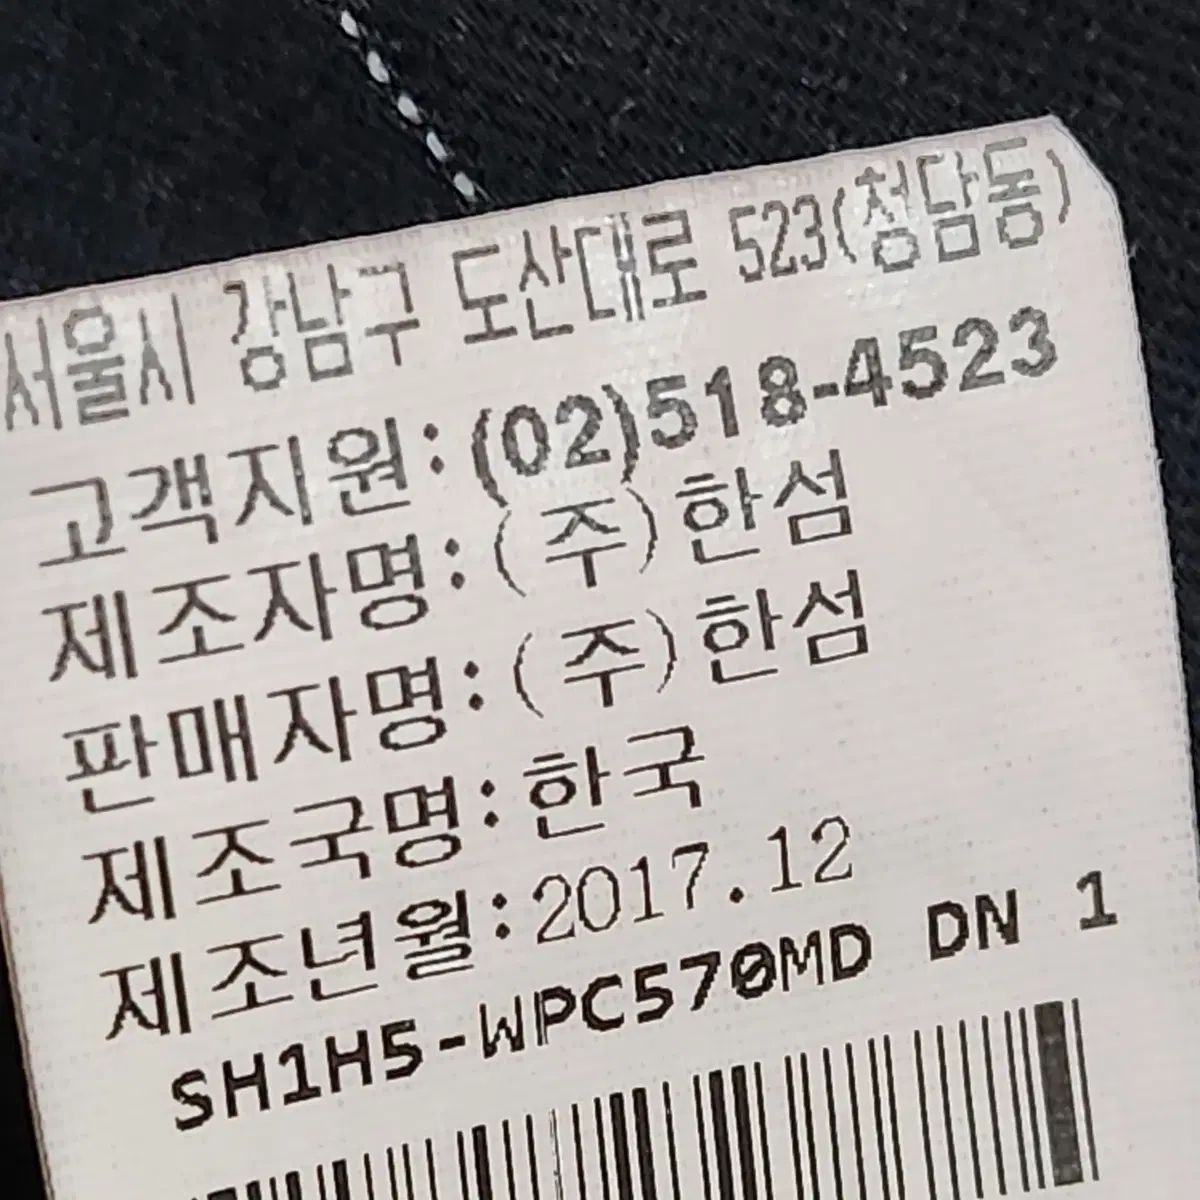 서울시 강남구 도산대로 523(청담동)
고객지원:(02)518-4523
제조자명:(주)한섬
판매자명:(주)한섬
제조국명:한국
제조년월:2017.12
SH1H5-WPC570MD DN 1